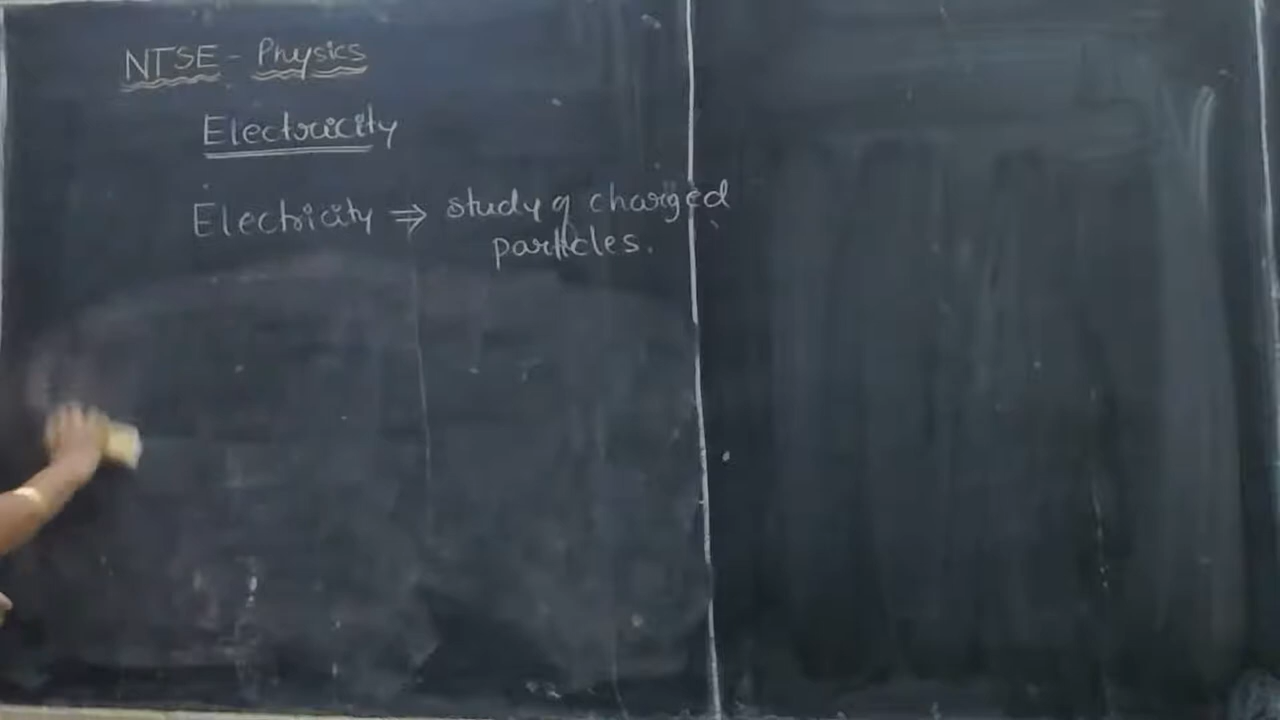 NTSE - Physics
Electricity
Electricity ⇒ study of charged
particles.